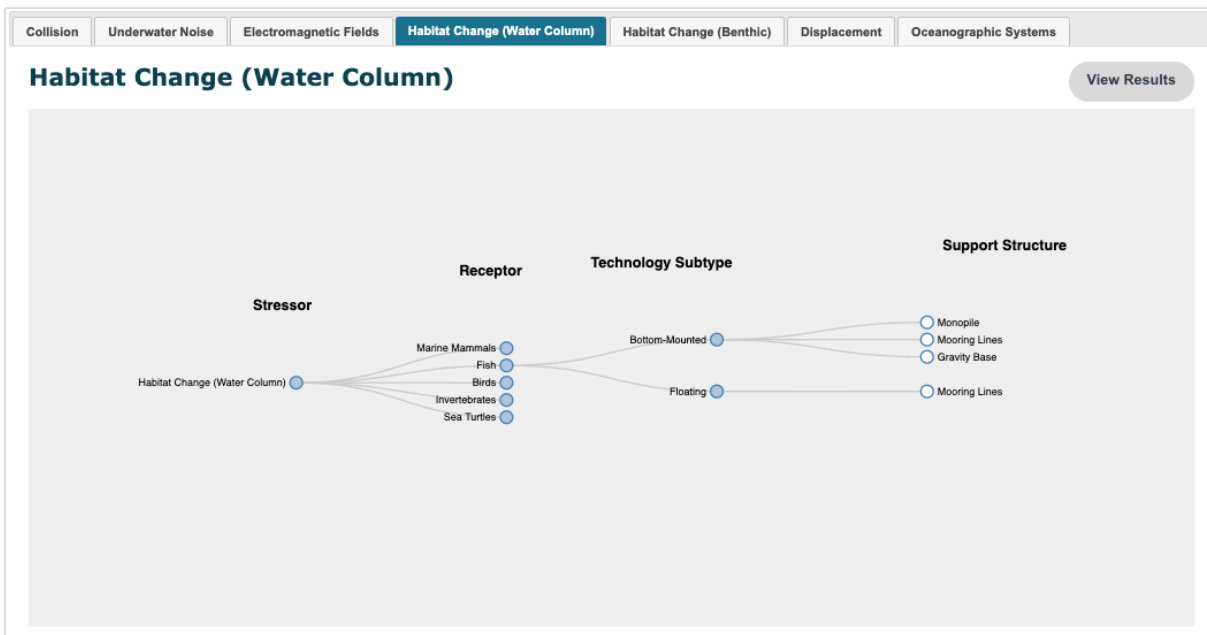 Collision
Underwater Noise
Electromagnetic Fields
Habitat Change (Water Column)
Habitat Change (Benthic)
Displacement
Oceanographic Systems
Habitat Change (Water Column)
View Results
Stressor
Receptor
Technology Subtype
Support Structure
Habitat Change (Water Column)
Marine Mammals
Fish
Birds
Invertebrates
Sea Turtles
Bottom-Mounted
Floating
Monopile
Mooring Lines
Gravity Base
Mooring Lines